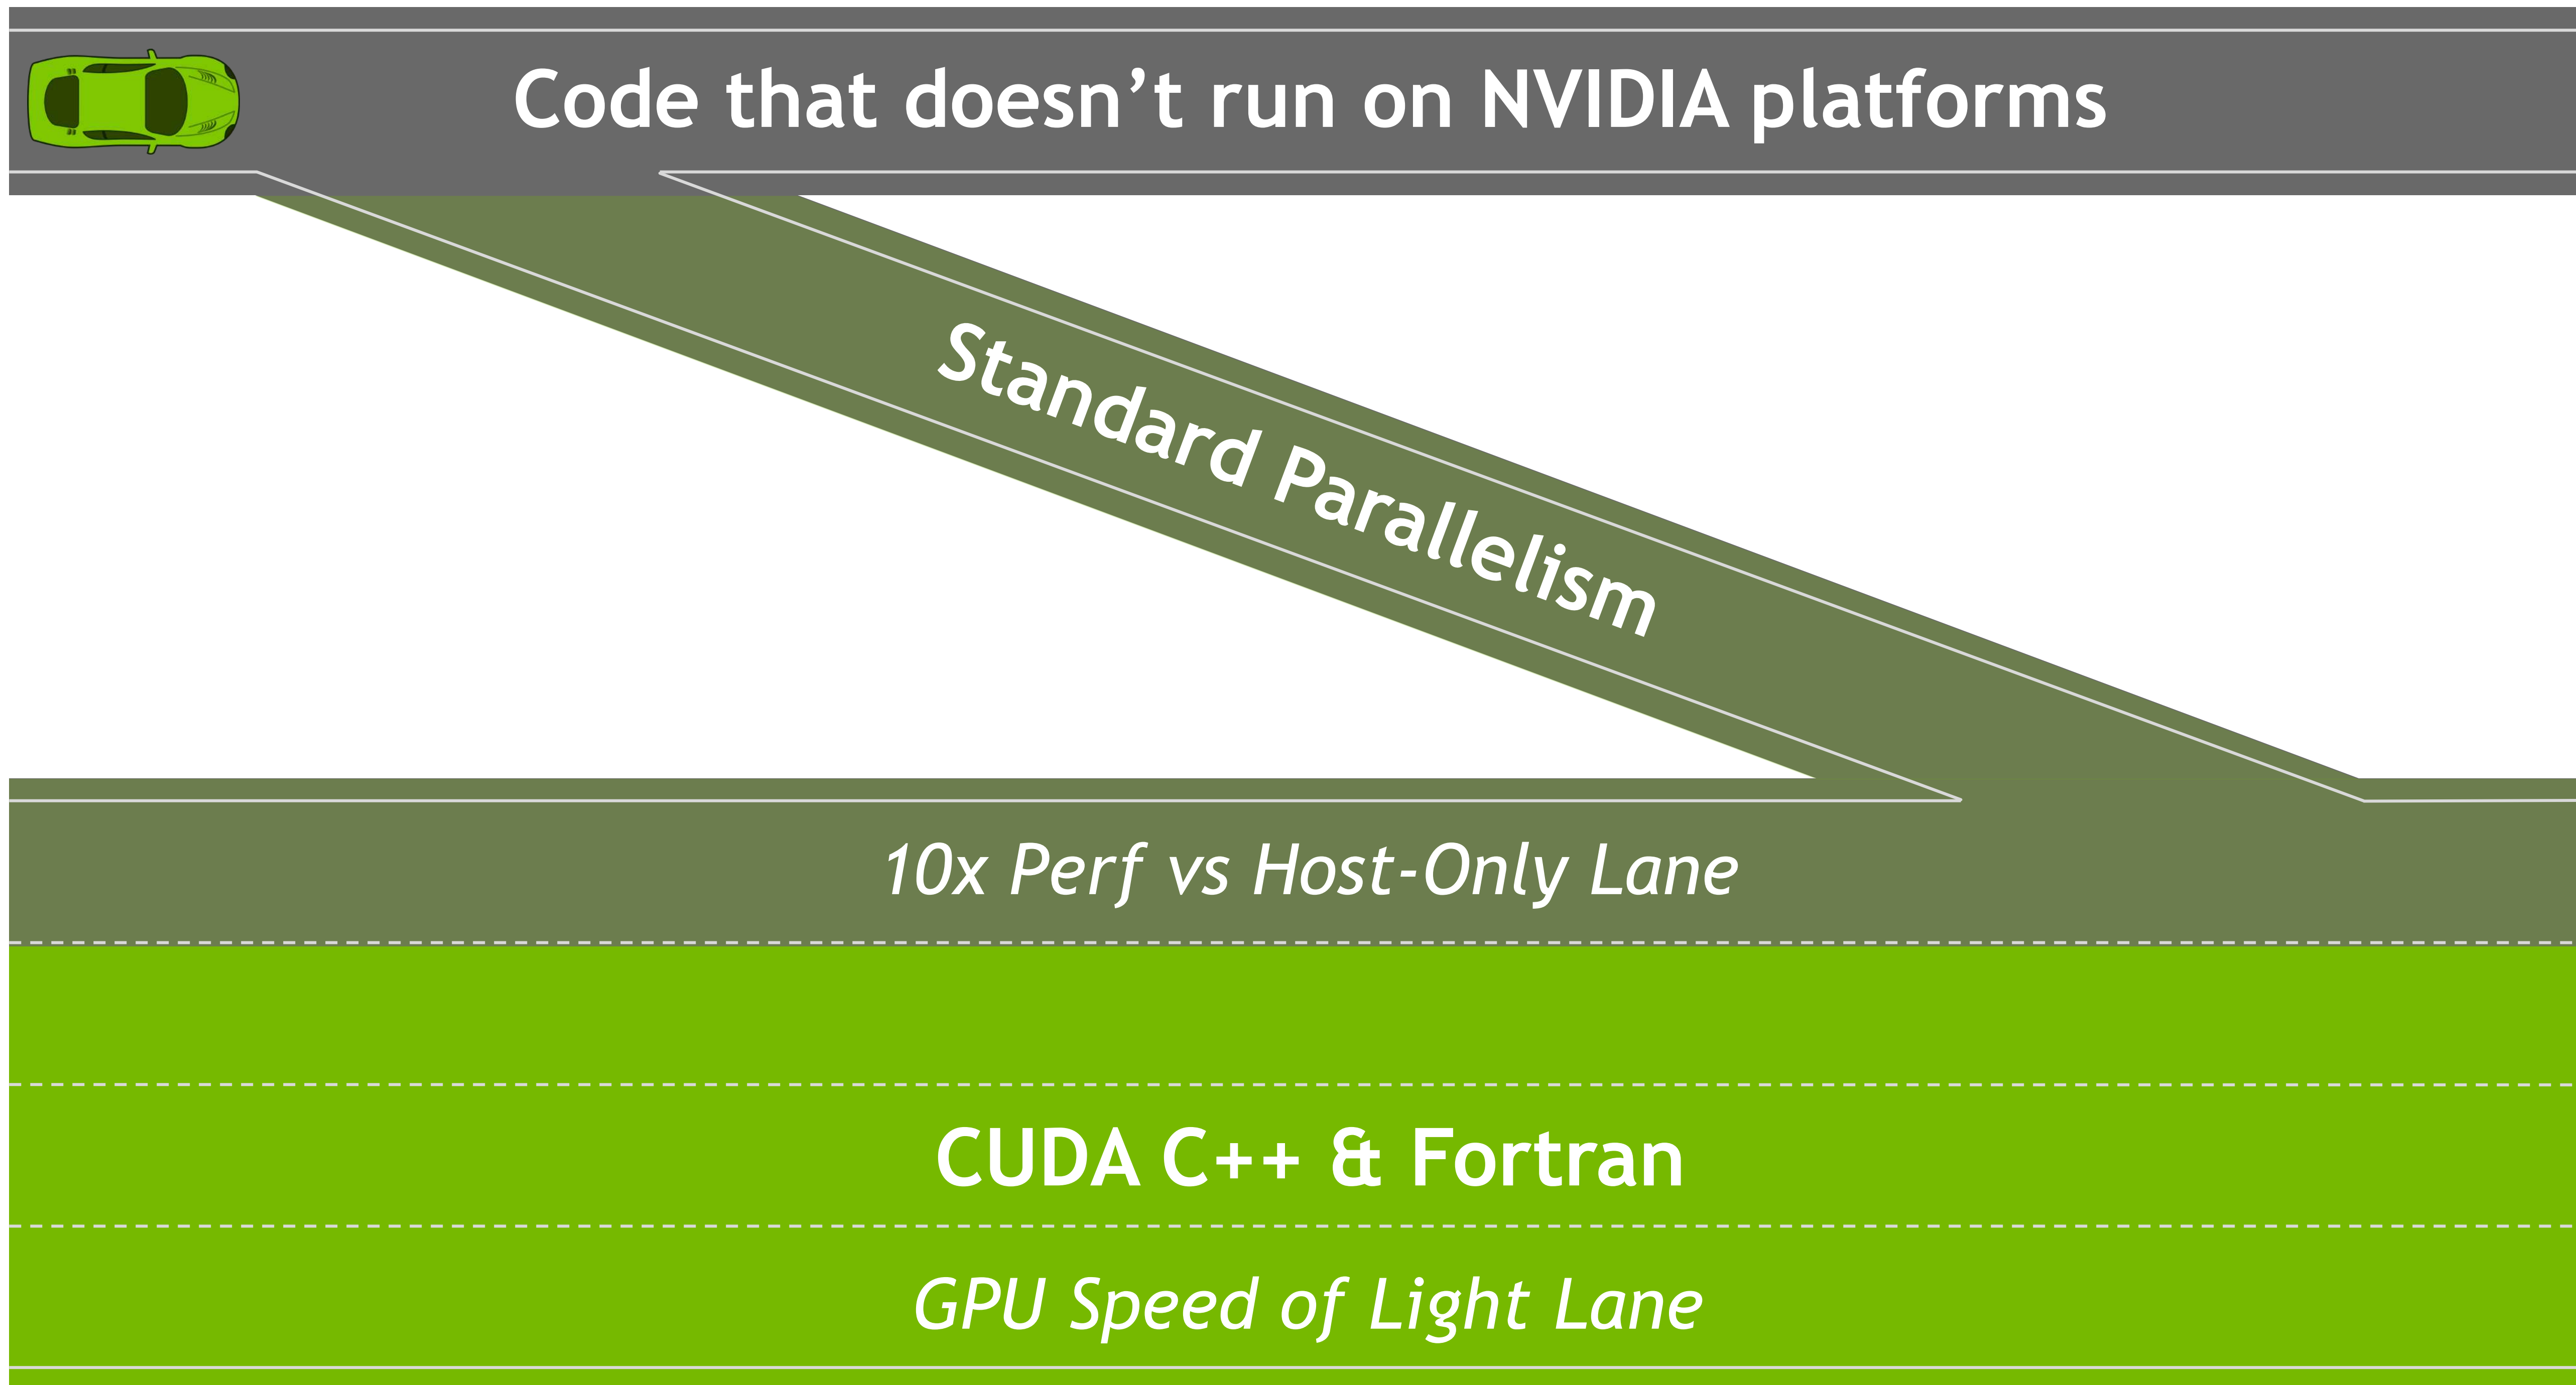 Code that doesn’t run on NVIDIA platforms
Standard Parallelism
10x Perf vs Host-Only Lane
CUDA C++ & Fortran
GPU Speed of Light Lane